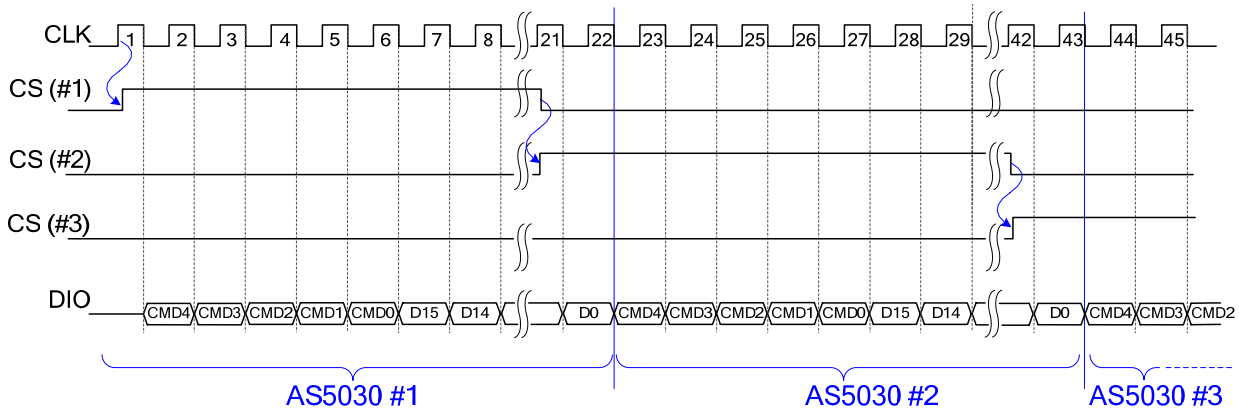 CLK 1 2 3 4 5 6 7 8 21 22 23 24 25 26 27 28 29 42 43 44 45
CS (#1)
CS (#2)
CS (#3)
DIO CMD4 CMD3 CMD2 CMD1 CMD0 D15 D14 D0 CMD4 CMD3 CMD2 CMD1 CMD0 D15 D14 D0 CMD4 CMD3 CMD2
AS5030 #1 AS5030 #2 AS5030 #3